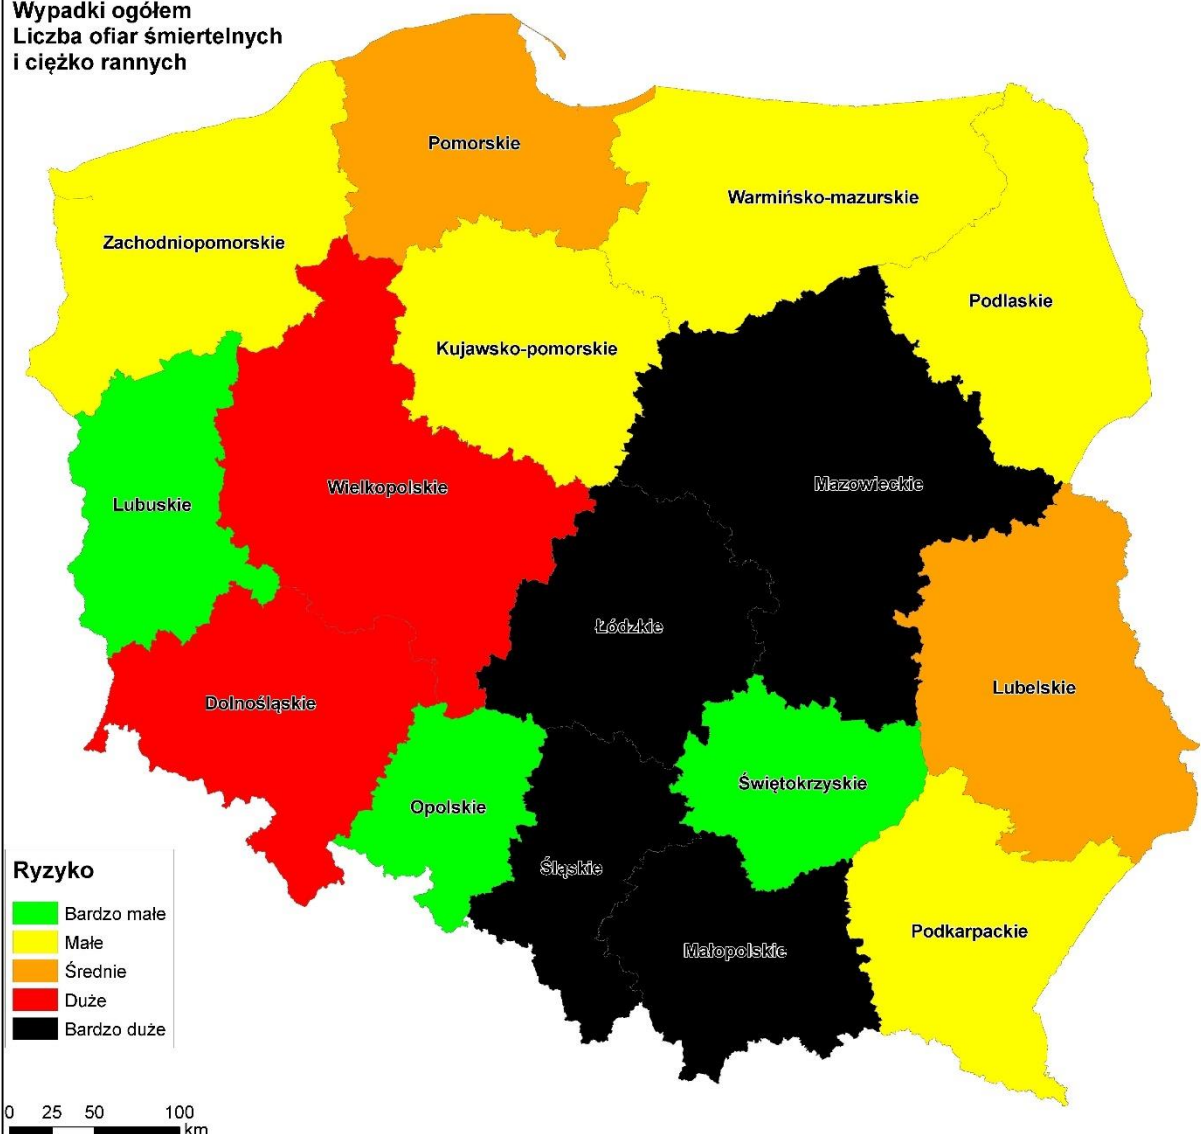 Wypadki ogółem
Liczba ofiar śmiertelnych
i ciężko rannych
Pomorskie
Warmińsko-mazurskie
Zachodniopomorskie
Podlaskie
Kujawsko-pomorskie
Mazowieckie
Wielkopolskie
Lubuskie
Łódzkie
Lubelskie
Dolnośląskie
Świętokrzyskie
Opolskie
Śląskie
Podkarpackie
Małopolskie
Ryzyko
Bardzo małe
Małe
Średnie
Duże
Bardzo duże
0 25 50 100
km